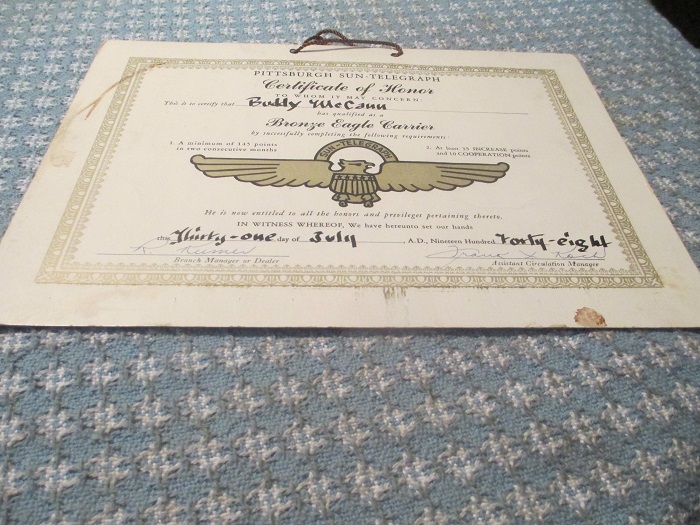 PITTSBURGH SUN-TELEGRAPH
Certificate of Honor
TO WHOM IT MAY CONCERN:
This is to certify that Buddy McCann
has qualified as a
Bronze Eagle Carrier
by successfully completing the following requirements:
1. A minimum of 145 points
in two consecutive months
2. At least 35 INCREASE points
and 10 COOPERATION points
SUN-TELEGRAPH
He is now entitled to all the honors and privileges pertaining thereto.
IN WITNESS WHEREOF, We have hereunto set our hands
this Thirty-one day of July, A.D., Nineteen Hundred Forty-eight
Branch Manager or Dealer
Assistant Circulation Manager